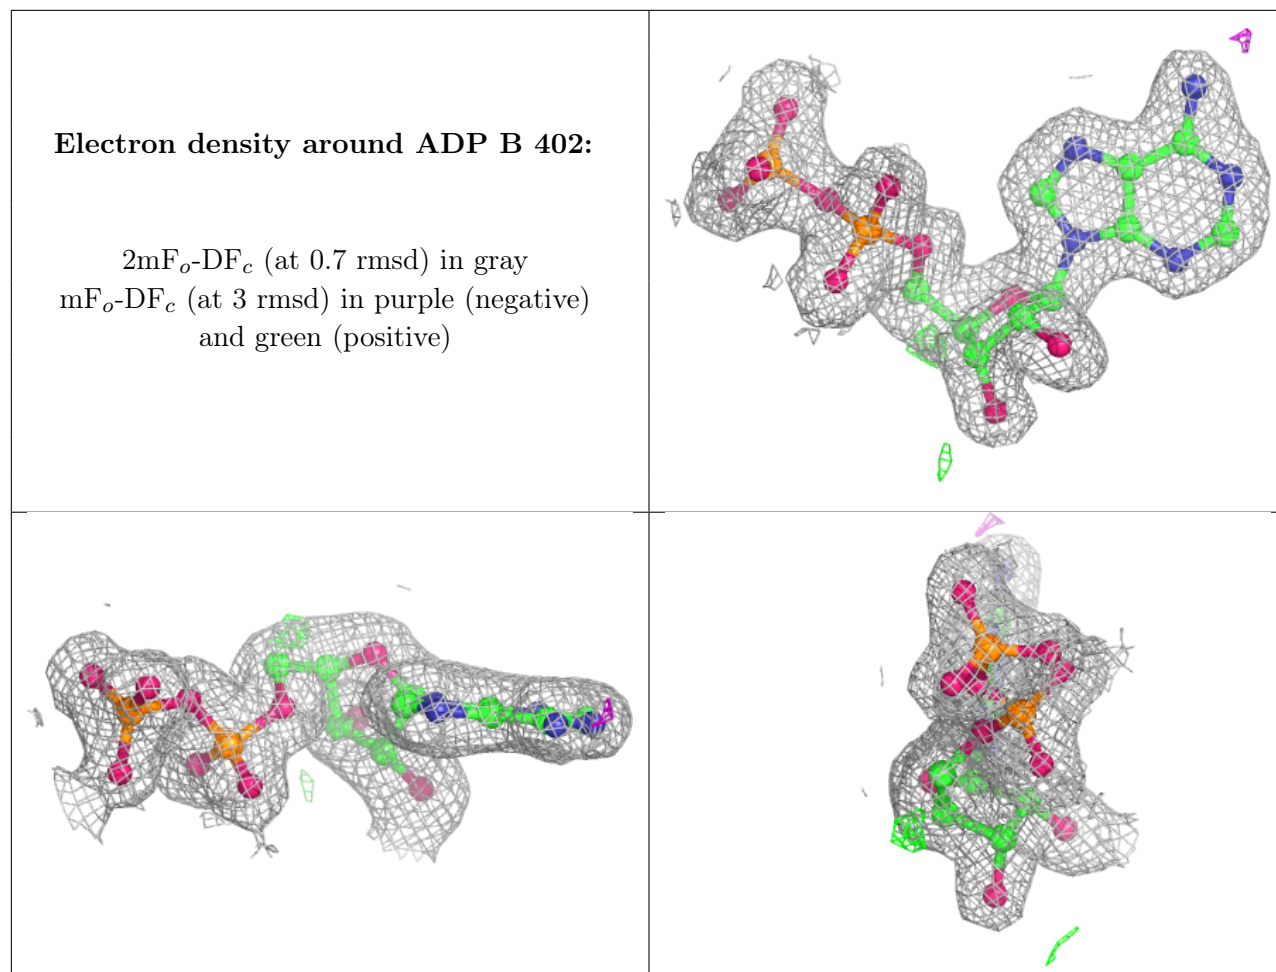 Electron density around ADP B 402:
2mFₒ-DF𝒸 (at 0.7 rmsd) in gray
mFₒ-DF𝒸 (at 3 rmsd) in purple (negative)
and green (positive)